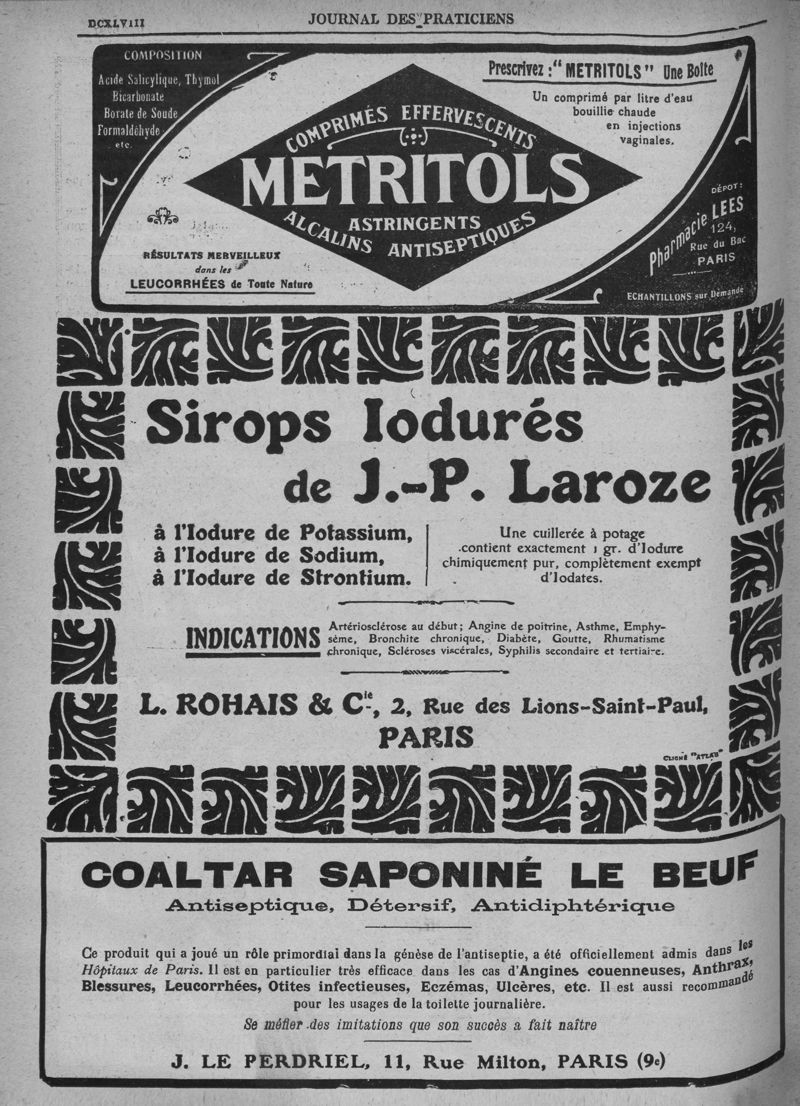 DCXLVIII
JOURNAL DES PRATICIENS
COMPOSITION
Acide Salicylique, Thymol
Bicarbonate
Borate de Soude
Formaldéhyde
etc.
Prescrivez : "METRITOLS" Une Boîte
Un comprimé par litre d'eau
bouillie chaude
en injections
vaginales.
COMPRIMÉS EFFERVESCENTS
METRITOLS
ASTRINGENTS
ALCALINS ANTISEPTIQUES
RÉSULTATS MERVEILLEUX
dans les
LEUCORRHÉES de Toute Nature
DÉPOT :
Pharmacie LEES
124,
Rue du Bac
PARIS
ECHANTILLONS sur Demande
Sirops Iodurés
de J.-P. Laroze
à l'Iodure de Potassium,
à l'Iodure de Sodium,
à l'Iodure de Strontium.
Une cuillerée à potage
contient exactement 1 gr. d'Iodure
chimiquement pur, complètement exempt
d'Iodates.
INDICATIONS
Artériosclérose au début ; Angine de poitrine, Asthme, Emphy-
sème, Bronchite chronique, Diabète, Goutte, Rhumatisme
chronique, Scléroses viscérales, Syphilis secondaire et tertiaire.
L. ROHAIS & Cie, 2, Rue des Lions-Saint-Paul,
PARIS
CLICHÉ "ATLAS"
COALTAR SAPONINÉ LE BEUF
Antiseptique, Détersif, Antidiphtérique
Ce produit qui a joué un rôle primordial dans la génèse de l'antiseptie, a été officiellement admis dans les
Hôpitaux de Paris. Il est en particulier très efficace dans les cas d'Angines couenneuses, Anthrax,
Blessures, Leucorrhées, Otites infectieuses, Eczémas, Ulcères, etc. Il est aussi recommandé
pour les usages de la toilette journalière.
Se méfier des imitations que son succès a fait naître
J. LE PERDRIEL, 11, Rue Milton, PARIS (9e)